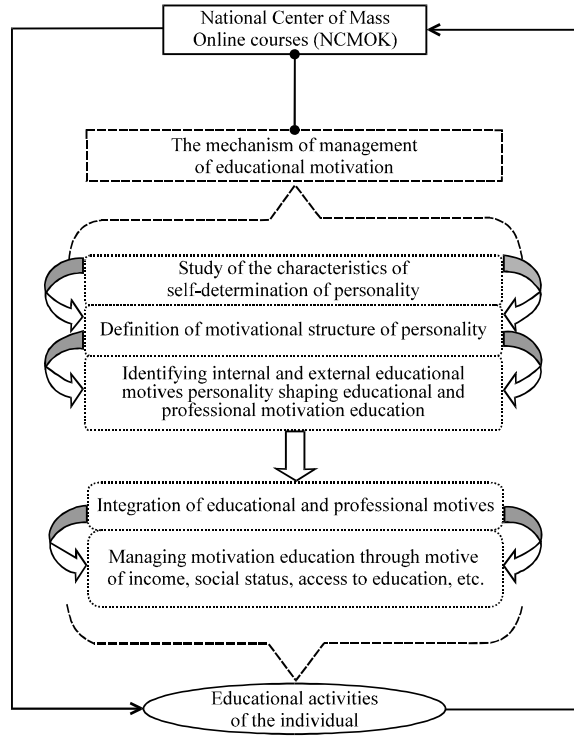 National Center of Mass
Online courses (NCMOK)
The mechanism of management
of educational motivation
Study of the characteristics of
self-determination of personality
Definition of motivational structure of personality
Identifying internal and external educational
motives personality shaping educational and
professional motivation education
Integration of educational and professional motives
Managing motivation education through motive
of income, social status, access to education, etc.
Educational activities
of the individual